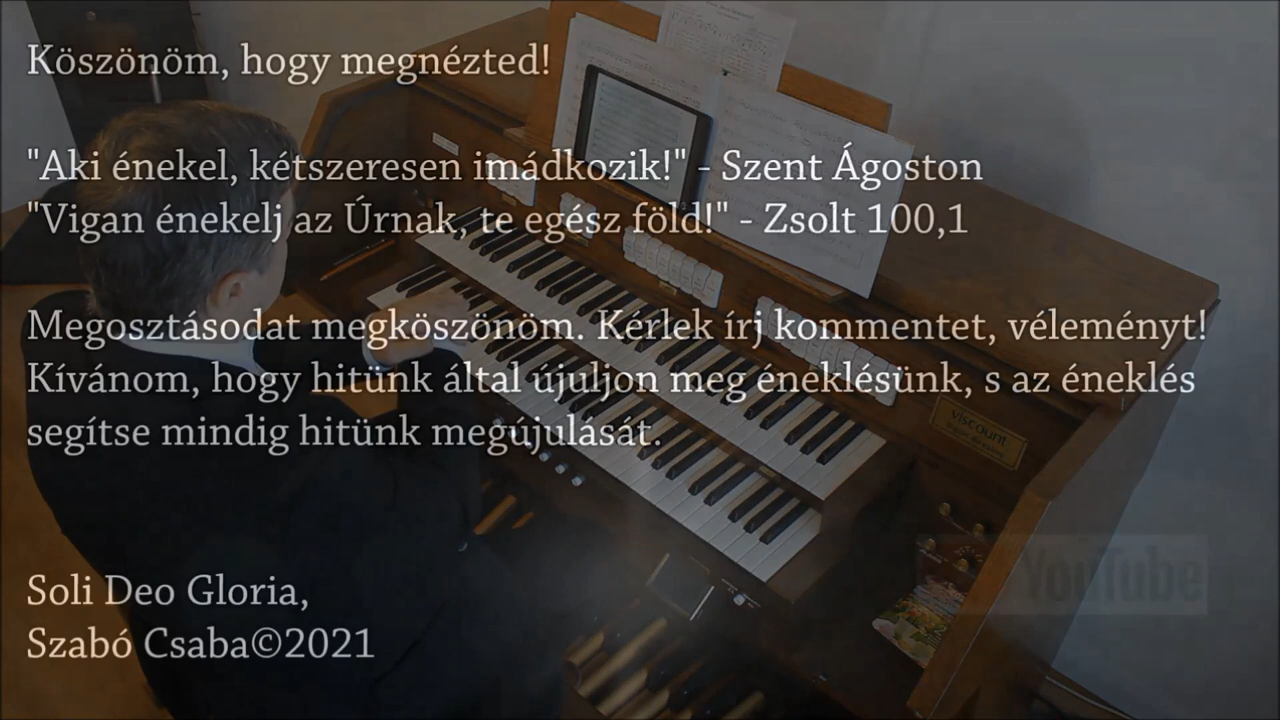 Köszönöm, hogy megnézted!
"Aki énekel, kétszeresen imádkozik!" - Szent Ágoston
"Vigan énekelj az Úrnak, te egész föld!" - Zsolt 100,1
Megosztásodat megköszönöm. Kérlek írj kommentet, véleményt!
Kívánom, hogy hitünk által újuljon meg éneklésünk, s az éneklés
segítse mindig hitünk megújulását.
viscount
YouTube
Soli Deo Gloria,
Szabó Csaba©2021